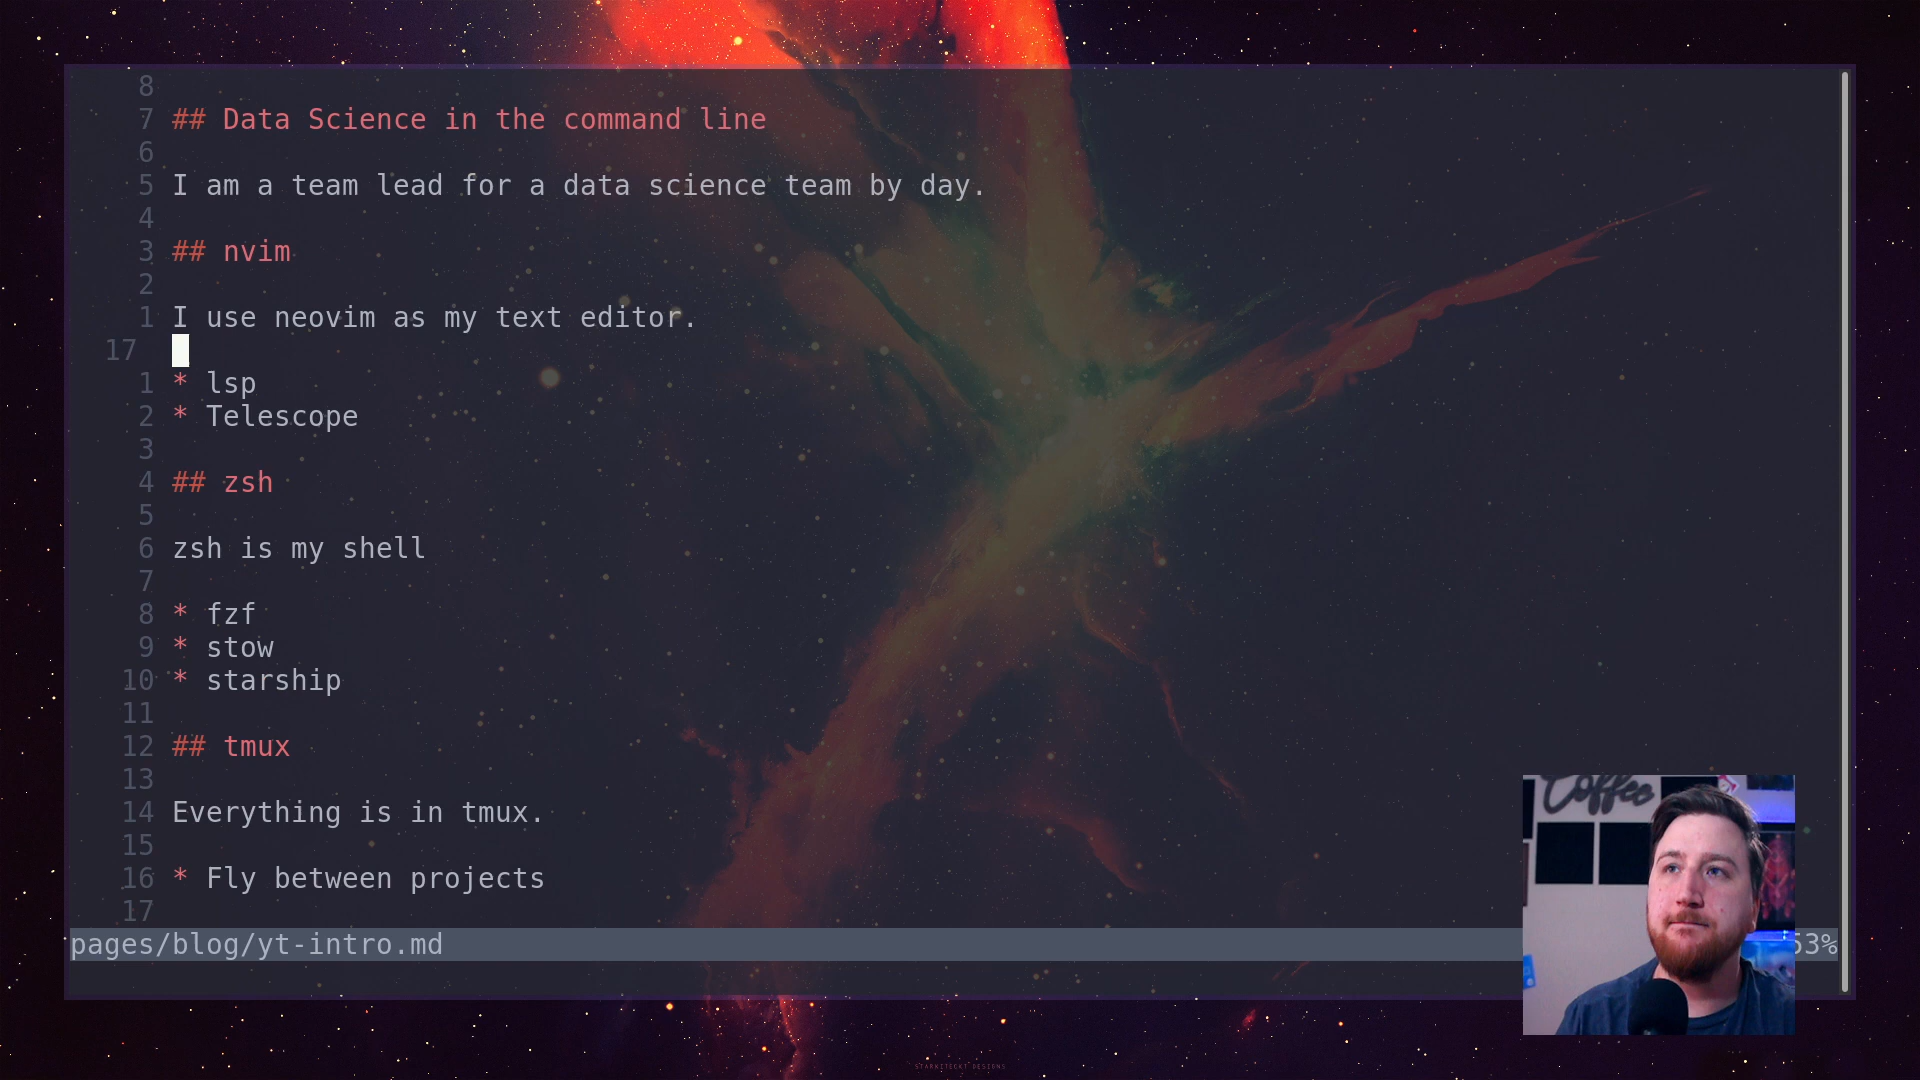 8
7 ## Data Science in the command line
6
5 I am a team lead for a data science team by day.
4
3 ## nvim
2
1 I use neovim as my text editor.
17
1 * lsp
2 * Telescope
3
4 ## zsh
5
6 zsh is my shell
7
8 * fzf
9 * stow
10 * starship
11
12 ## tmux
13
14 Everything is in tmux.
15
16 * Fly between projects
17
pages/blog/yt-intro.md 53%
Coffee
STARKITECKT DESIGNS